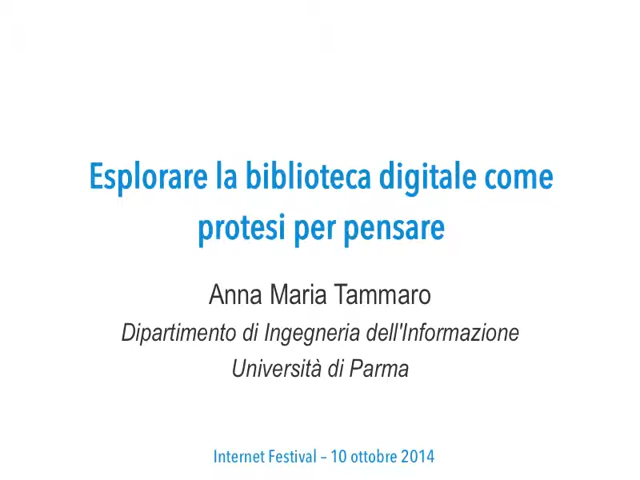 Esplorare la biblioteca digitale come
protesi per pensare
Anna Maria Tammaro
Dipartimento di Ingegneria dell'Informazione
Università di Parma
Internet Festival – 10 ottobre 2014